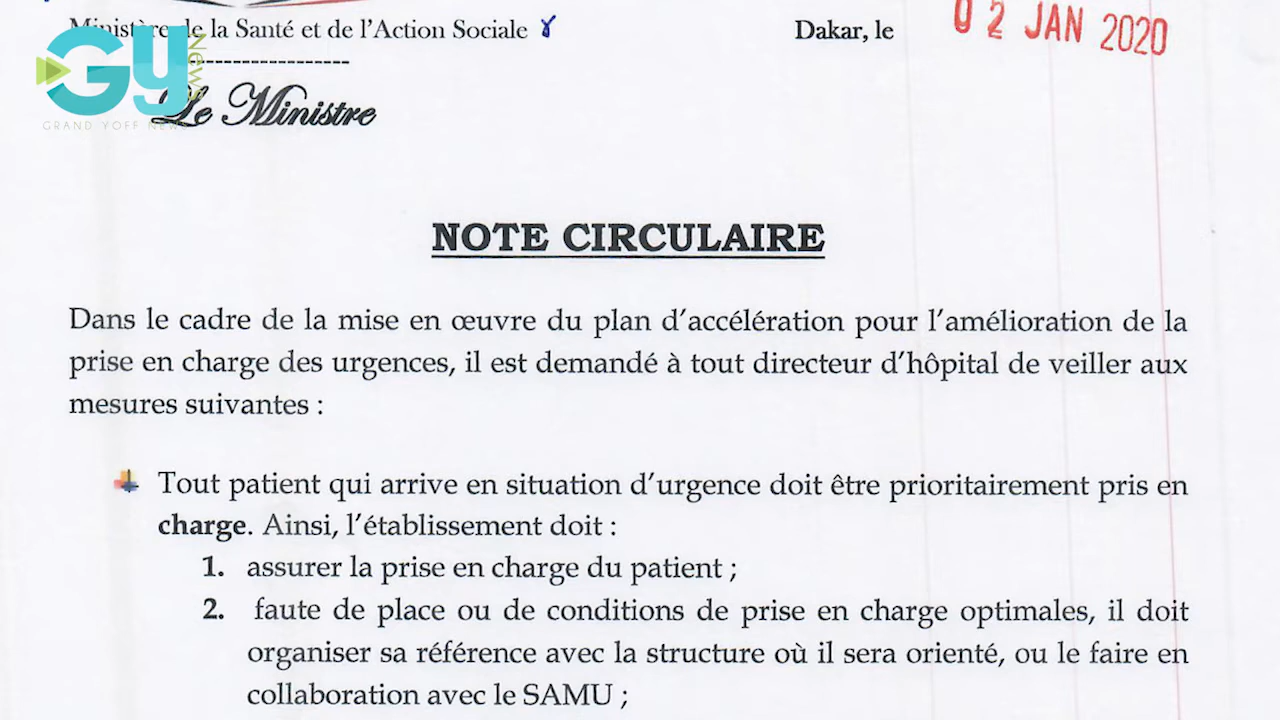 Ministère de la Santé et de l'Action Sociale
Dakar, le
02 JAN 2020
Gy News
GRAND YOFF NEWS
----------------
Le Ministre
NOTE CIRCULAIRE
Dans le cadre de la mise en œuvre du plan d'accélération pour l'amélioration de la
prise en charge des urgences, il est demandé à tout directeur d'hôpital de veiller aux
mesures suivantes :
Tout patient qui arrive en situation d'urgence doit être prioritairement pris en
charge. Ainsi, l'établissement doit :
1. assurer la prise en charge du patient ;
2. faute de place ou de conditions de prise en charge optimales, il doit
organiser sa référence avec la structure où il sera orienté, ou le faire en
collaboration avec le SAMU ;